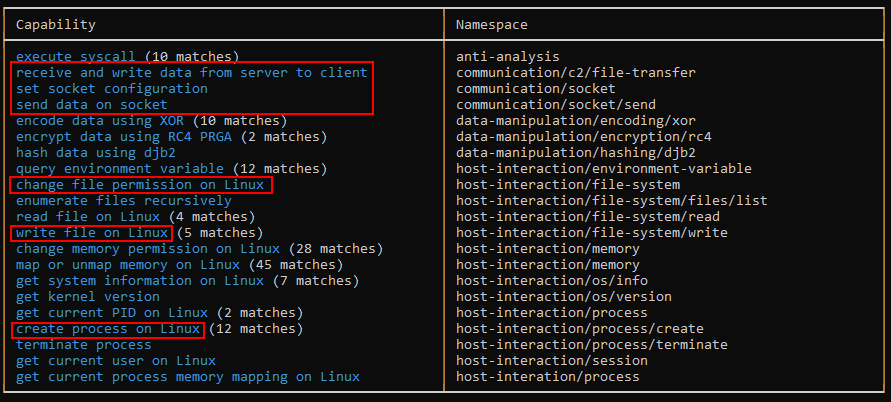 Capability Namespace
execute syscall (10 matches) anti-analysis
receive and write data from server to client communication/c2/file-transfer
set socket configuration communication/socket
send data on socket communication/socket/send
encode data using XOR (10 matches) data-manipulation/encoding/xor
encrypt data using RC4 PRGA (2 matches) data-manipulation/encryption/rc4
hash data using djb2 data-manipulation/hashing/djb2
query environment variable (12 matches) host-interaction/environment-variable
change file permission on Linux host-interaction/file-system
enumerate files recursively host-interaction/file-system/files/list
read file on Linux (4 matches) host-interaction/file-system/read
write file on Linux (5 matches) host-interaction/file-system/write
change memory permission on Linux (28 matches) host-interaction/memory
map or unmap memory on Linux (45 matches) host-interaction/memory
get system information on Linux (7 matches) host-interaction/os/info
get kernel version host-interaction/os/version
get current PID on Linux (2 matches) host-interaction/process
create process on Linux (12 matches) host-interaction/process/create
terminate process host-interaction/process/terminate
get current user on Linux host-interaction/session
get current process memory mapping on Linux host-interation/process